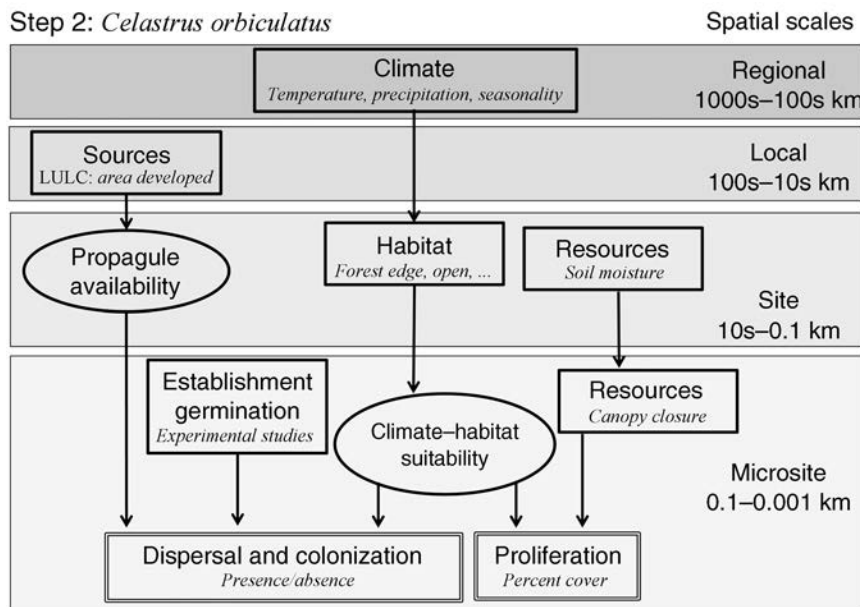 Step 2: Celastrus orbiculatus
Spatial scales
Climate
Temperature, precipitation, seasonality
Regional
1000s–100s km
Sources
LULC: area developed
Local
100s–10s km
Propagule
availability
Habitat
Forest edge, open, ...
Resources
Soil moisture
Site
10s–0.1 km
Establishment
germination
Experimental studies
Climate–habitat
suitability
Resources
Canopy closure
Microsite
0.1–0.001 km
Dispersal and colonization
Presence/absence
Proliferation
Percent cover